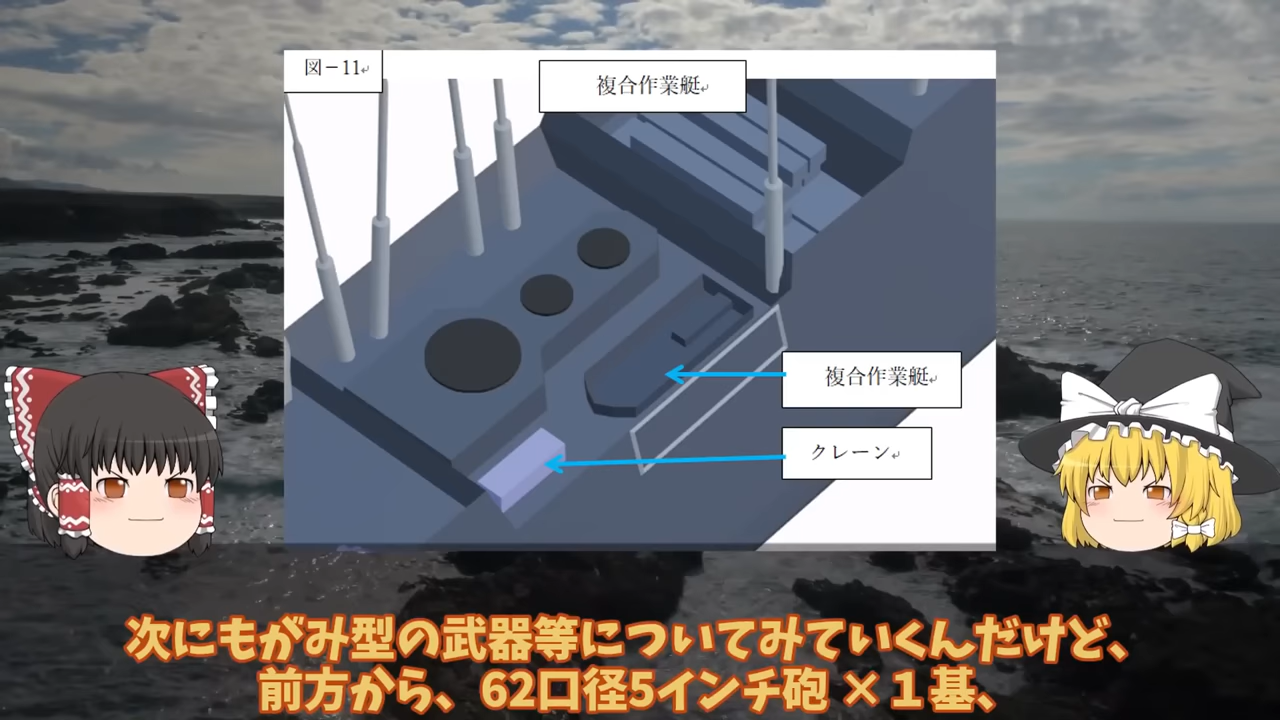 図－11
複合作業艇
複合作業艇
クレーン
次にもがみ型の武器等についてみていくんだけど、
前方から、62口径5インチ砲 ×１基、